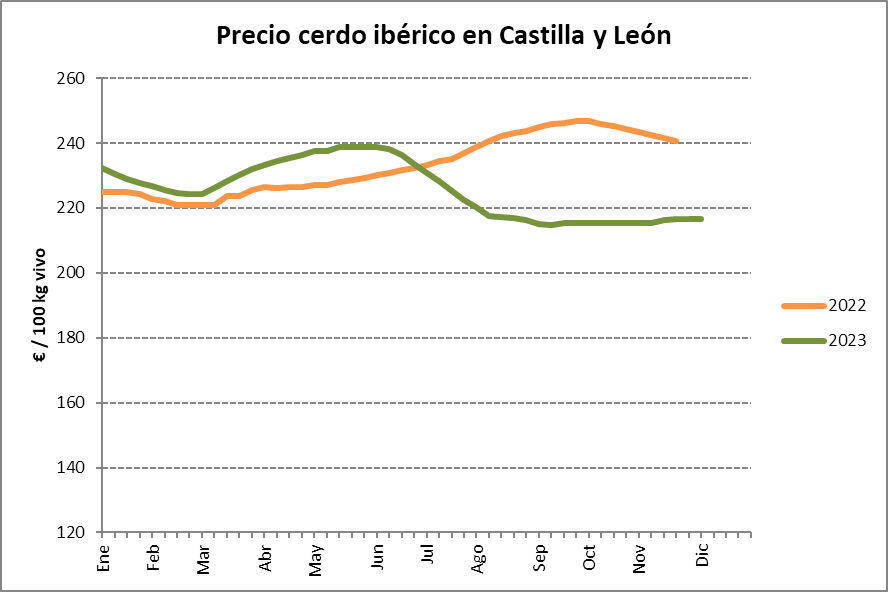 Precio cerdo ibérico en Castilla y León
€ / 100 kg vivo
260
240
220
200
180
160
140
120
Ene
Feb
Mar
Abr
May
Jun
Jul
Ago
Sep
Oct
Nov
Dic
2022
2023